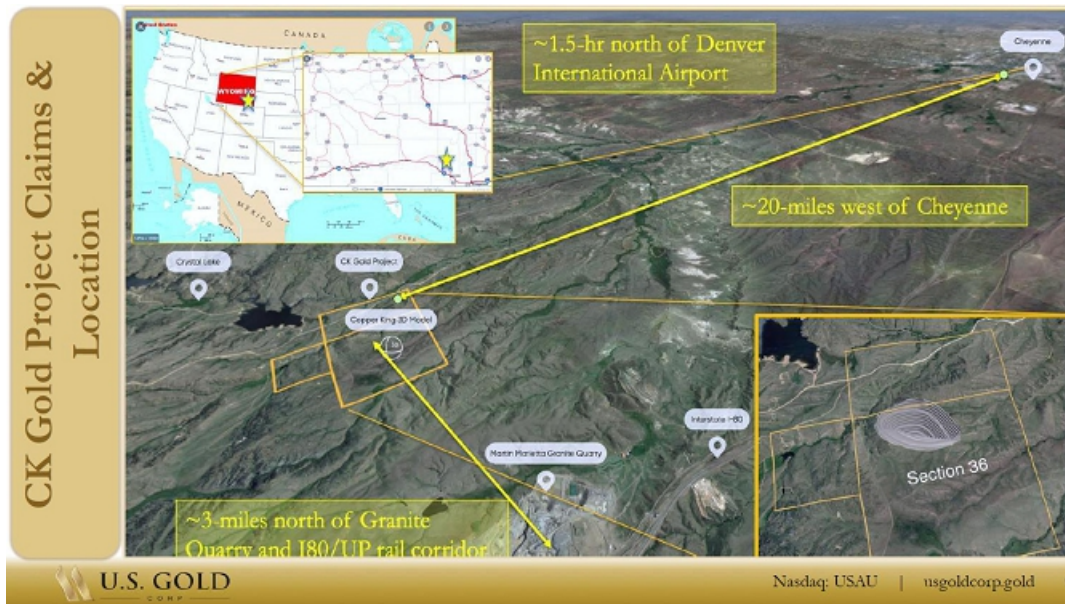 CK Gold Project Claims &
Location
CANADA
WYOMING
MEXICO
~1.5-hr north of Denver
International Airport
Cheyenne
~20-miles west of Cheyenne
Crystal Lake
CK Gold Project
Copper King 3D Model
Interstate I-80
Martin Marietta Granite Quarry
Section 36
~3-miles north of Granite
Quarry and I80/UP rail corridor
U.S. GOLD
CORP
Nasdaq: USAU | usgoldcorp.gold